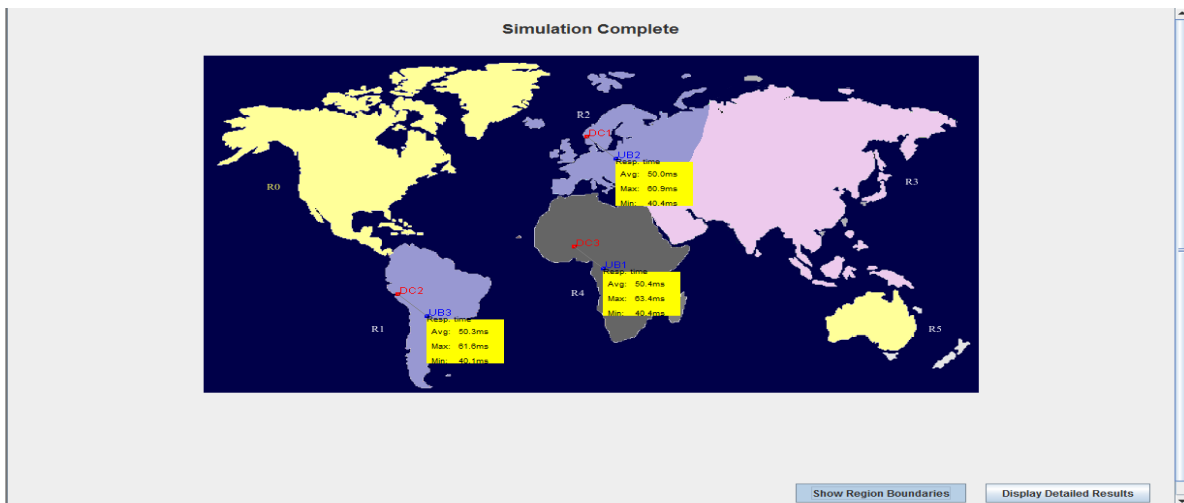 Simulation Complete
R2
DC1
UB2
Resp. time
Avg: 50.0ms
Max: 60.9ms
Min: 40.4ms
R0
R3
DC3
UB1
Resp. time
Avg: 50.4ms
Max: 63.4ms
Min: 40.4ms
R4
DC2
UB3
Resp. time
Avg: 50.3ms
Max: 61.6ms
Min: 40.1ms
R1
R5
Show Region Boundaries
Display Detailed Results